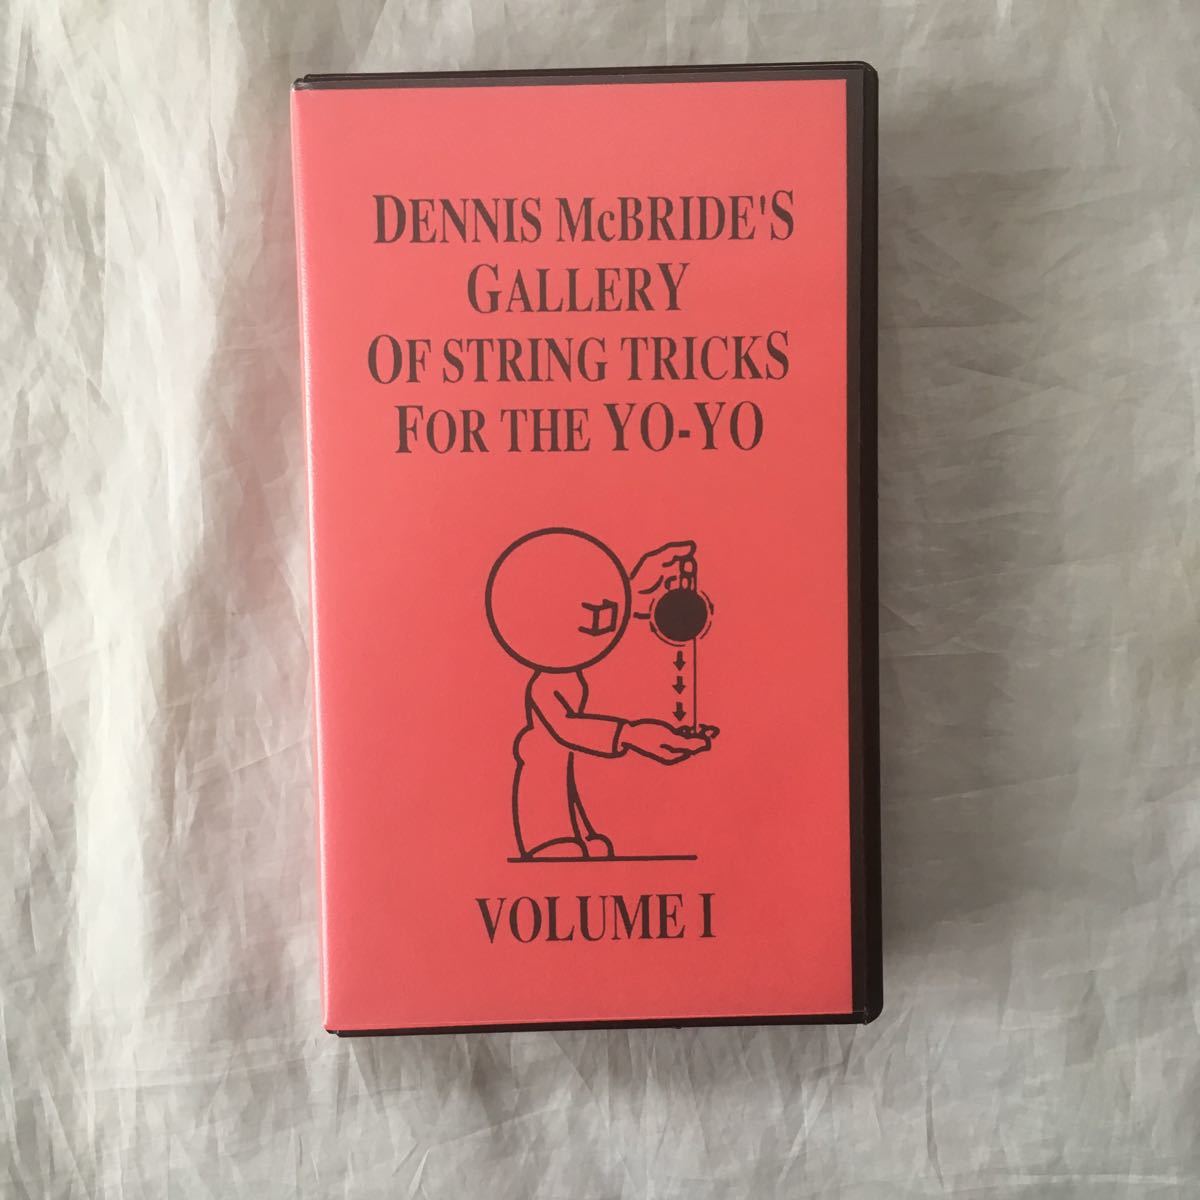 DENNIS McBRIDE'S
GALLERY
OF STRING TRICKS
FOR THE YO-YO
VOLUME I